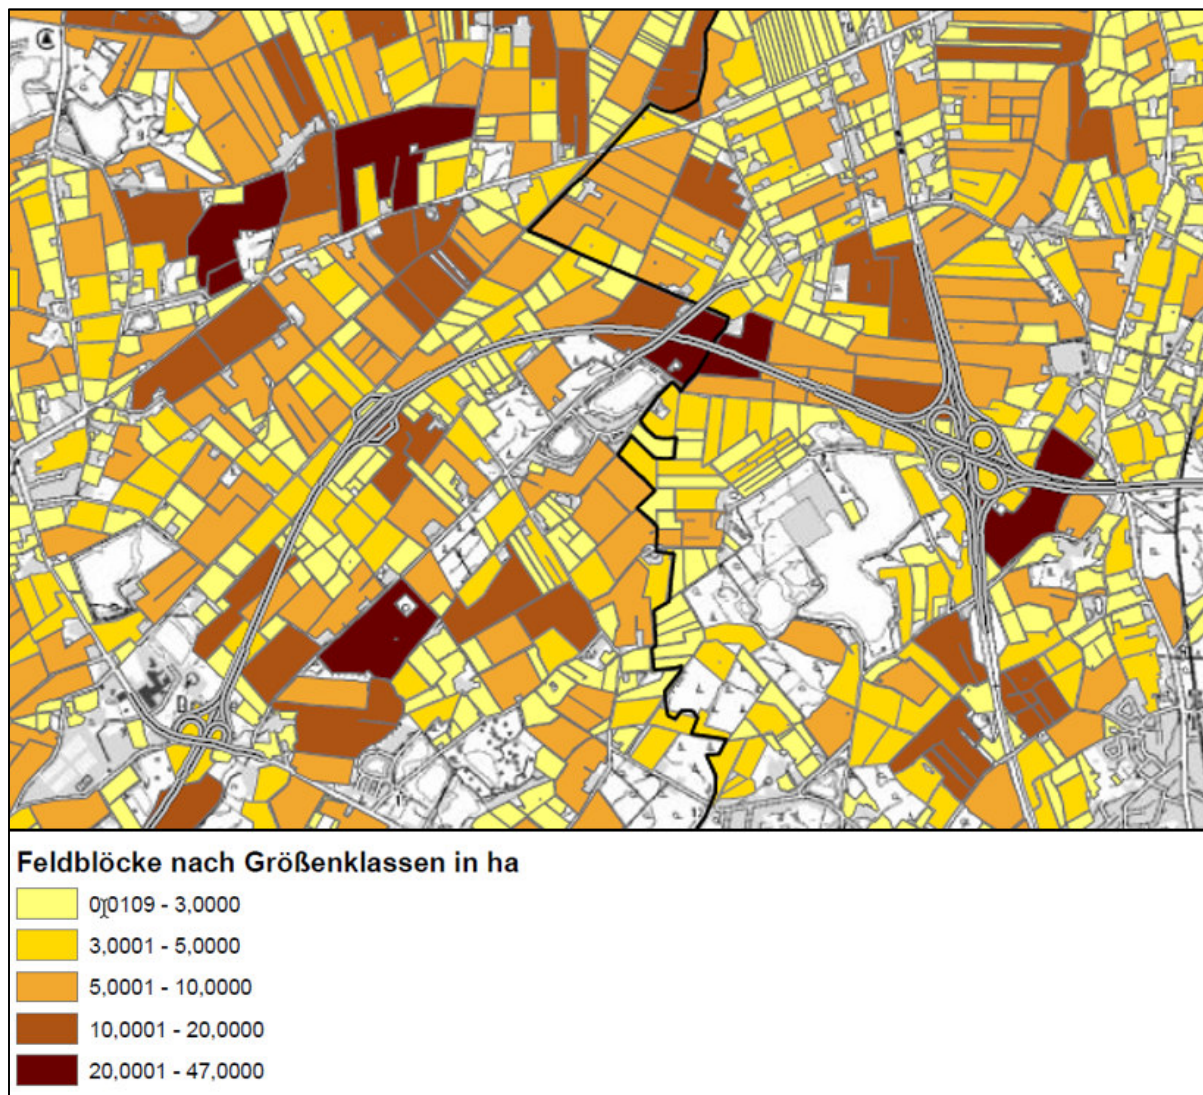 Feldblöcke nach Größenklassen in ha
0,0109 - 3,0000
3,0001 - 5,0000
5,0001 - 10,0000
10,0001 - 20,0000
20,0001 - 47,0000